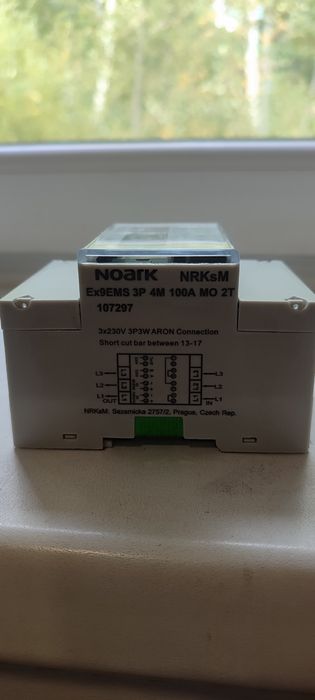 NOARK NRKsM
Ex9EMS 3P 4M 100A MO 2T
107297
3x230V 3P3W ARON Connection
Short cut bar between 13-17
L3 L3
L2 L2
L1 L1
OUT IN
NRKsM: Sezamicka 2757/2, Prague, Czech Rep.